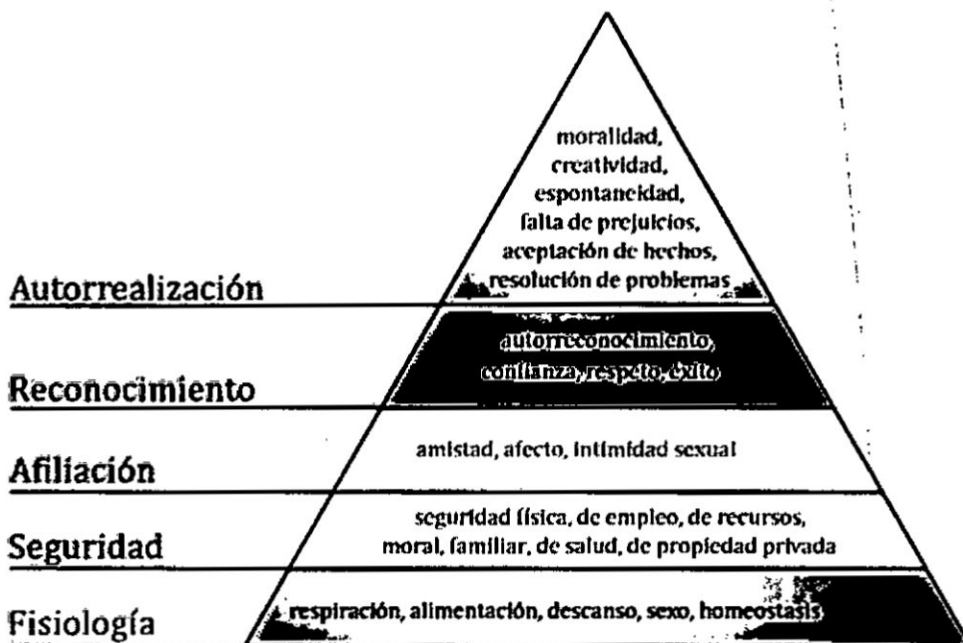 moralidad,
creatividad,
espontaneidad,
falta de prejuicios,
aceptación de hechos,
resolución de problemas
Autorrealización
autorreconocimiento,
confianza, respeto, éxito
Reconocimiento
amistad, afecto, intimidad sexual
Afiliación
seguridad física, de empleo, de recursos,
moral, familiar, de salud, de propiedad privada
Seguridad
respiración, alimentación, descanso, sexo, homeostasis
Fisiología